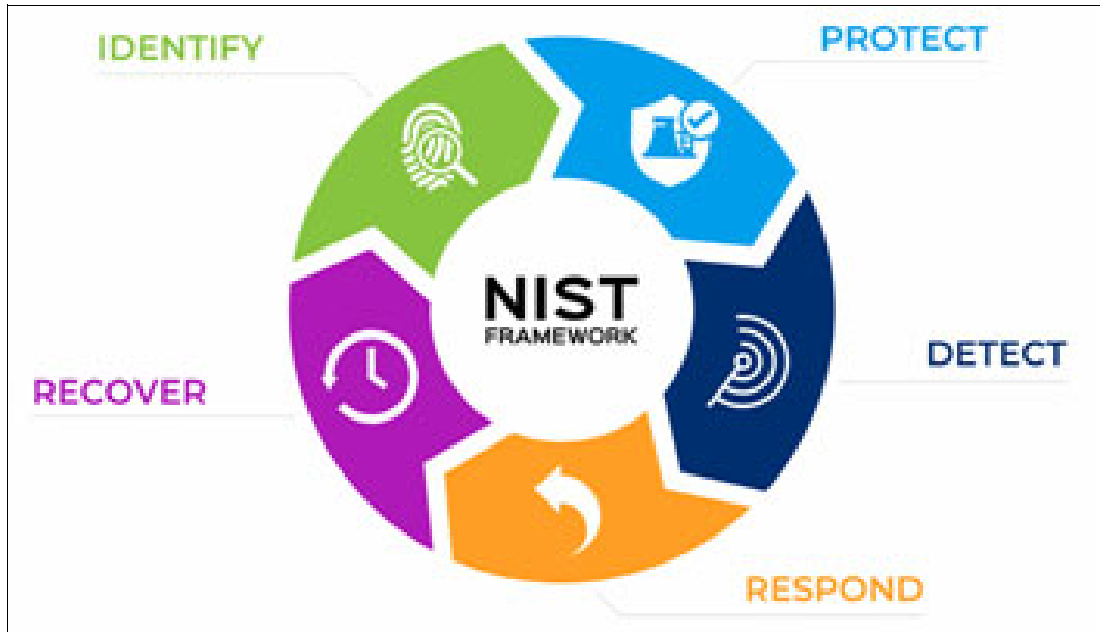 IDENTIFY
PROTECT
NIST
FRAMEWORK
DETECT
RECOVER
RESPOND